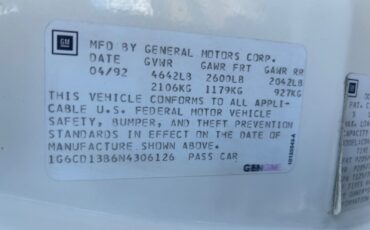 GM
MFD BY GENERAL MOTORS CORP.
DATE GVWR GAWR FRT GAWR RR
04/92 4642LB 2600LB 2042LB
2106KG 1179KG 927KG
THIS VEHICLE CONFORMS TO ALL APPLI-
CABLE U.S. FEDERAL MOTOR VEHICLE
SAFETY, BUMPER, AND THEFT PREVENTION
STANDARDS IN EFFECT ON THE DATE OF
MANUFACTURE SHOWN ABOVE.
1G6CD13B6N4306126 PASS CAR